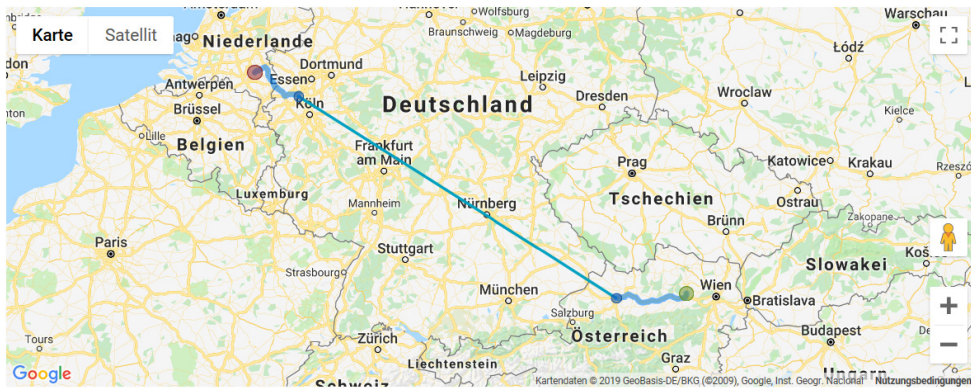 Amsterdam
Hannover
Wolfsburg
Warschau
Karte
Satellit
Niederlande
Braunschweig
Magdeburg
Łódź
Dortmund
Essen
Leipzig
Antwerpen
Dresden
Wroclaw
Köln
Deutschland
Brüssel
Kielce
Lille
Belgien
Frankfurt
am Main
Prag
Katowice
Krakau
Luxemburg
Tschechien
Ostrau
Mannheim
Nürnberg
Brünn
Zakopane
Paris
Stuttgart
Slowakei
Straßburg
München
Wien
Bratislava
Salzburg
Österreich
Budapest
Tours
Zürich
Liechtenstein
Graz
Google
Schweiz
Ungarn
Kartendaten © 2019 GeoBasis-DE/BKG (©2009), Google, Inst. Geogr. Nacional
Nutzungsbedingungen